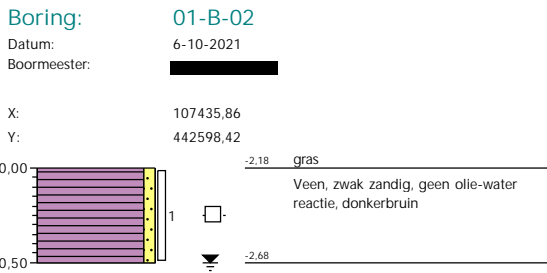 Boring: 01-B-02
Datum: 6-10-2021
Boormeester:
X: 107435,86
Y: 442598,42
0,00 -2,18 gras
Veen, zwak zandig, geen olie-water
reactie, donkerbruin
1
0,50 -2,68